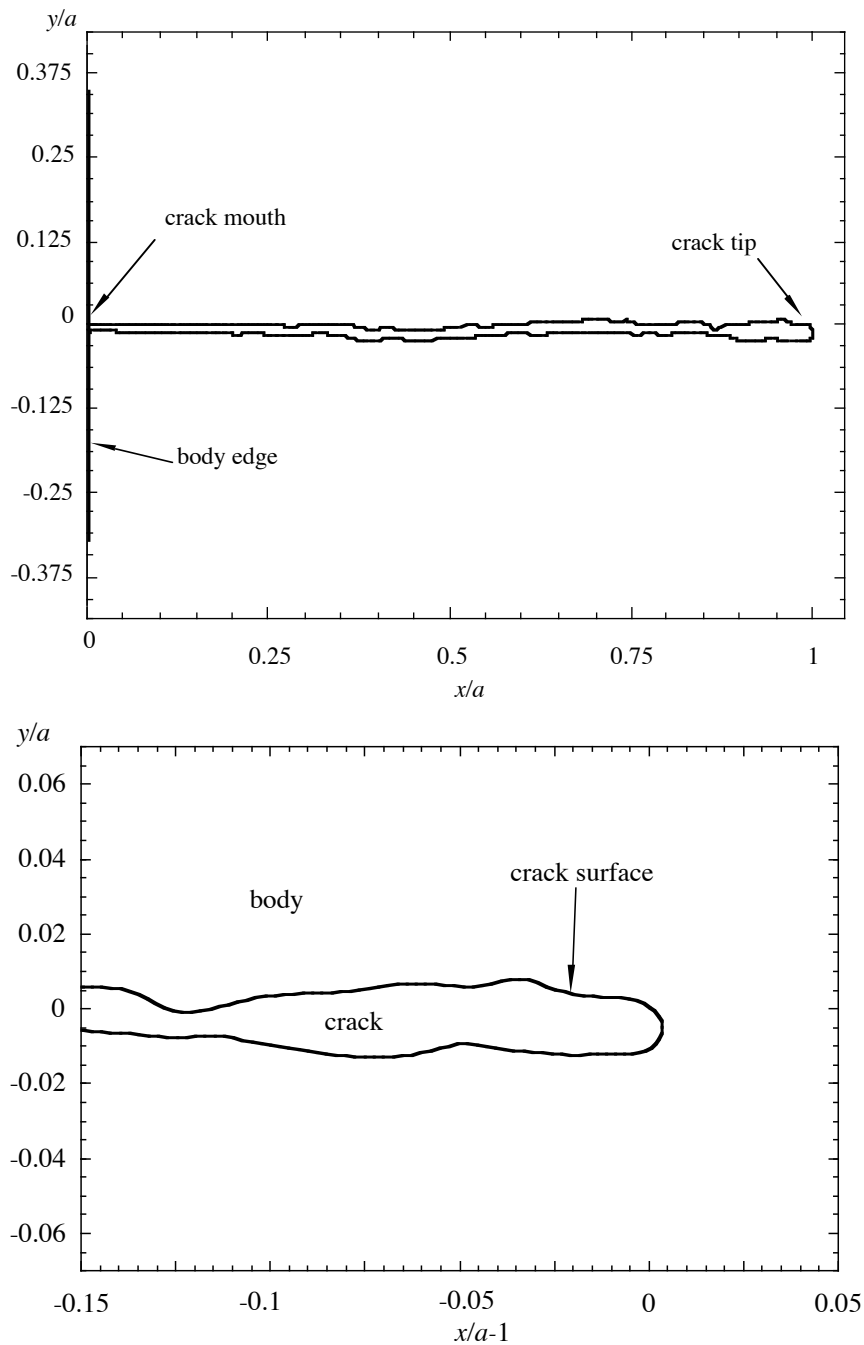 y/a
0.375
0.25
crack mouth
0.125
crack tip
0
-0.125
body edge
-0.25
-0.375
0
0.25
0.5
0.75
1
x/a
y/a
0.06
0.04
crack surface
body
0.02
0
crack
-0.02
-0.04
-0.06
-0.15
-0.1
-0.05
0
0.05
x/a-1